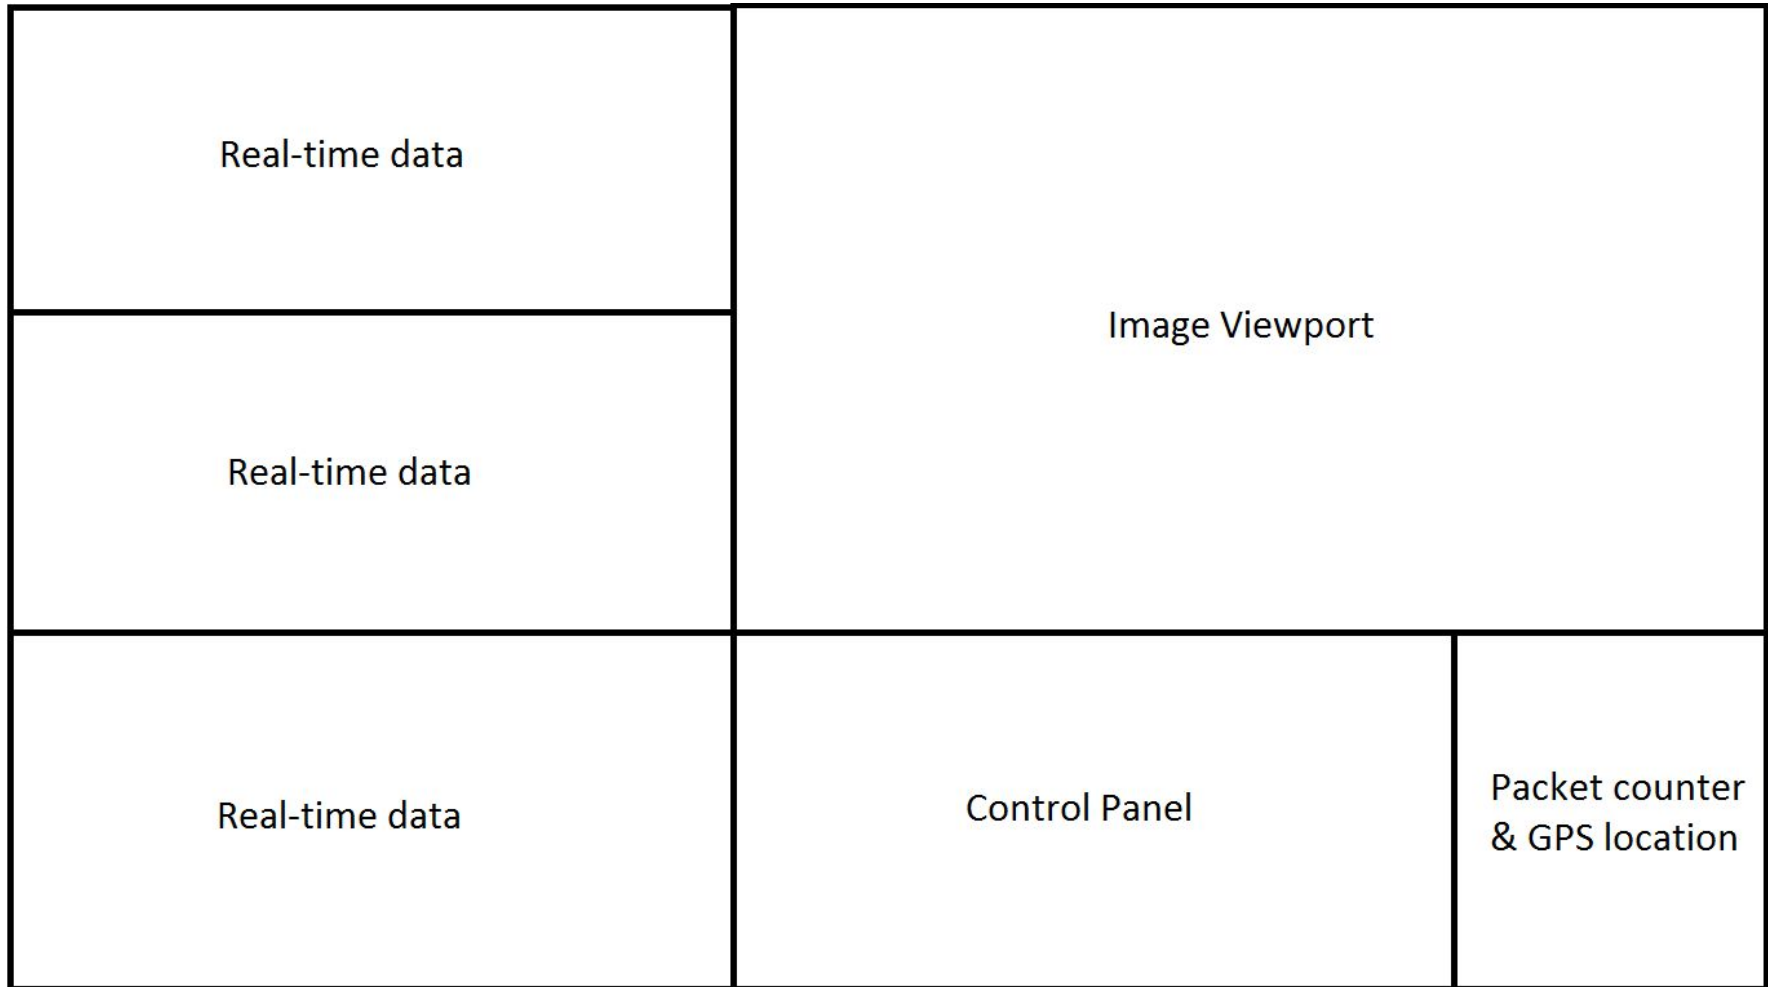 Real-time data
Image Viewport
Real-time data
Real-time data
Control Panel
Packet counter
& GPS location